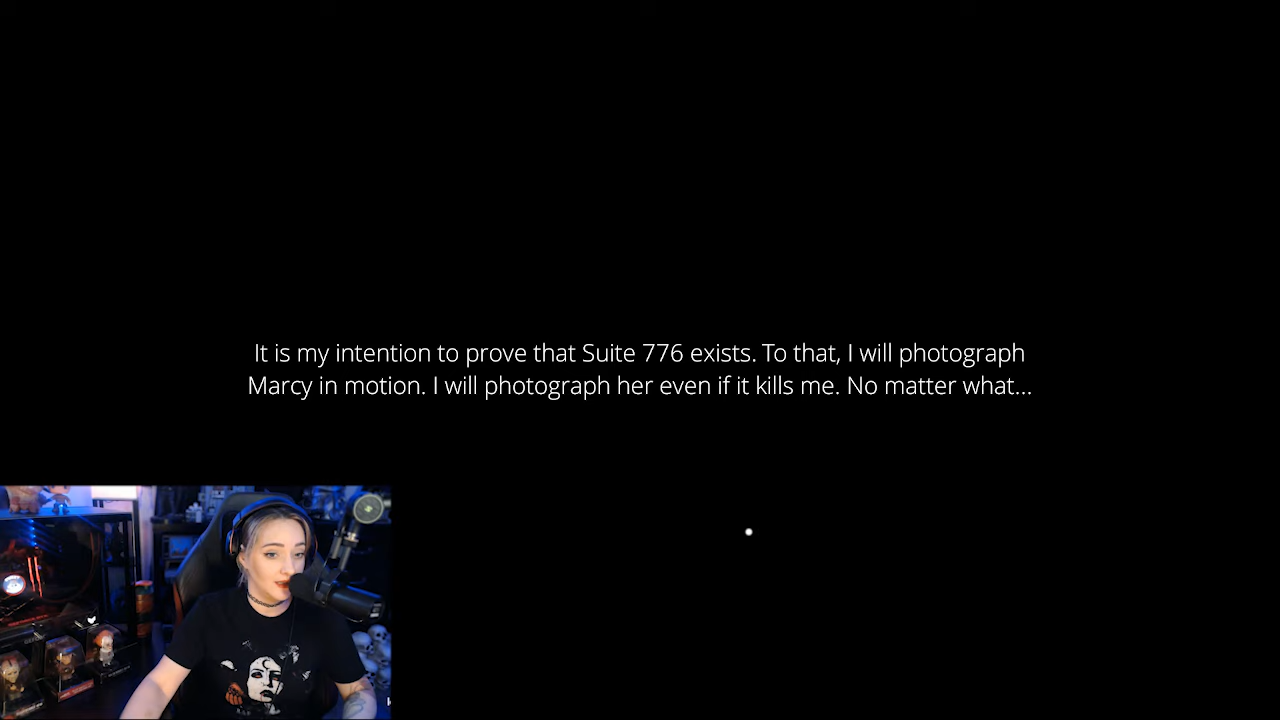 It is my intention to prove that Suite 776 exists. To that, I will photograph
Marcy in motion. I will photograph her even if it kills me. No matter what...